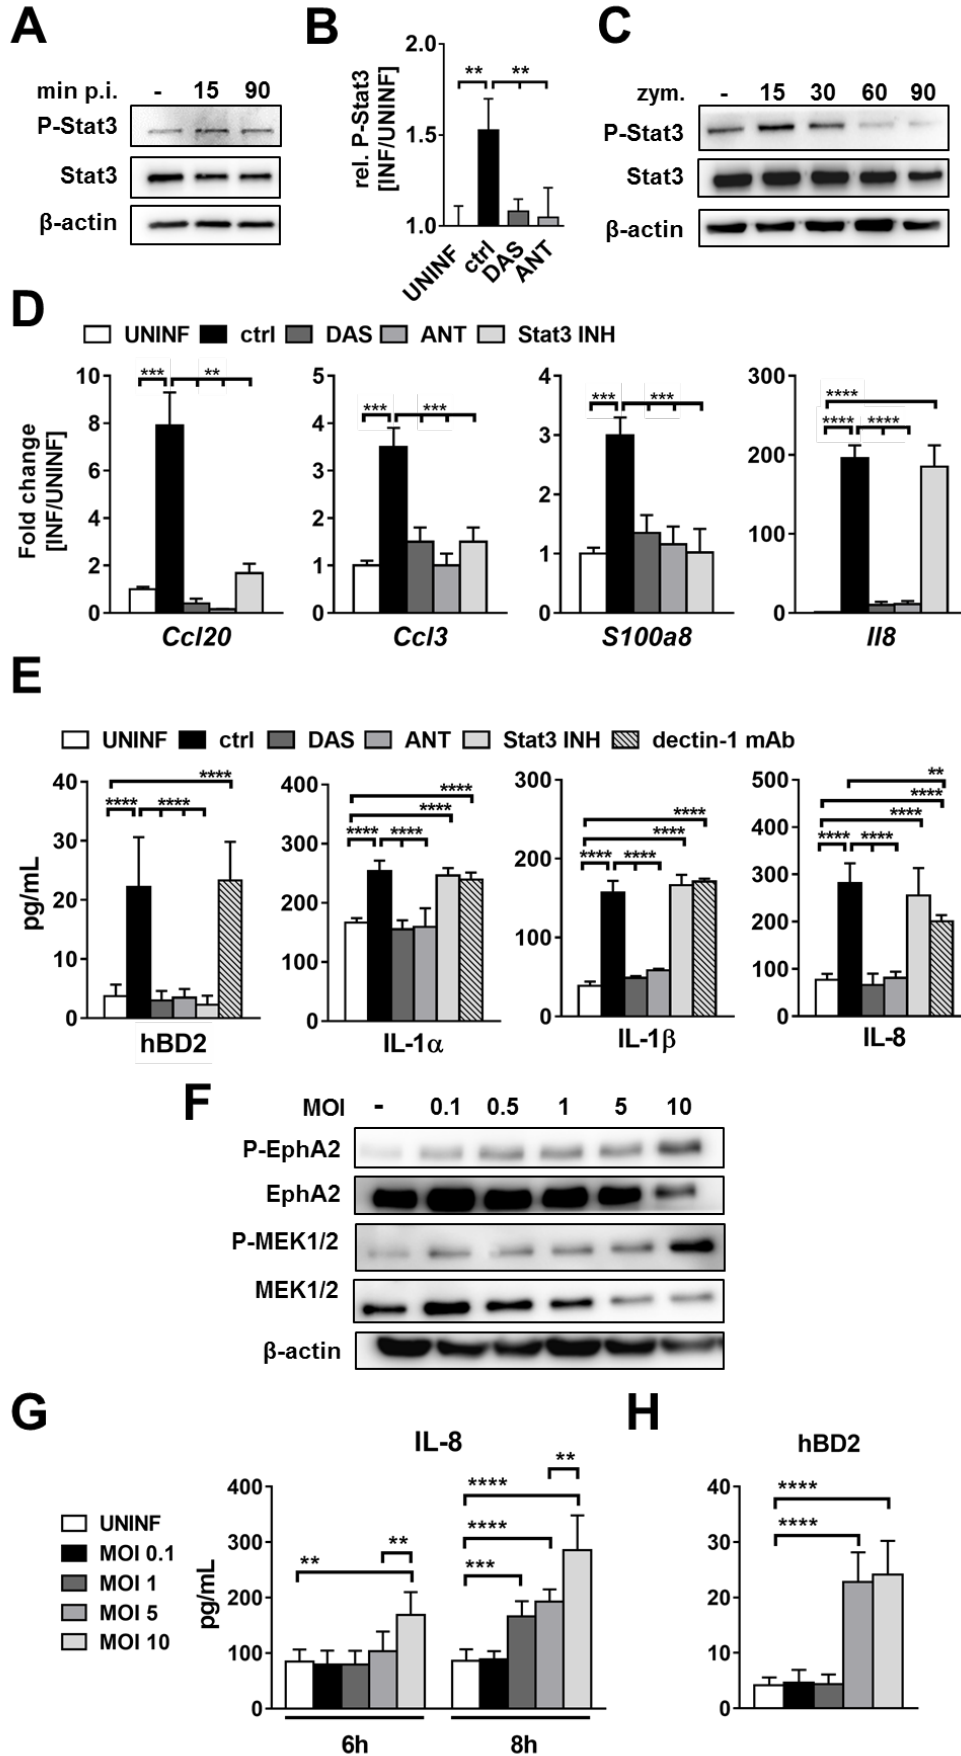 A
min p.i. - 15 90
P-Stat3
Stat3
β-actin
B
rel. P-Stat3
[INF/UNINF]
2.0
1.5
1.0
** **
UNINF ctrl DAS ANT
C
zym. - 15 30 60 90
P-Stat3
Stat3
β-actin
D
UNINF ctrl DAS ANT Stat3 INH
Fold change
[INF/UNINF]
10
8
6
4
2
0
*** **
Ccl20
5
4
3
2
1
0
*** ***
Ccl3
4
3
2
1
0
*** ***
S100a8
300
200
100
0
****
**** ****
Il8
E
UNINF ctrl DAS ANT Stat3 INH dectin-1 mAb
pg/mL
40
30
20
10
0
****
**** ****
hBD2
400
300
200
100
0
****
****
**** ****
IL-1α
300
200
100
0
****
****
**** ****
IL-1β
500
400
300
200
100
0
**
****
****
**** ****
IL-8
F
MOI - 0.1 0.5 1 5 10
P-EphA2
EphA2
P-MEK1/2
MEK1/2
β-actin
G
IL-8
UNINF
MOI 0.1
MOI 1
MOI 5
MOI 10
pg/mL
400
300
200
100
0
**
**
**
****
****
***
6h 8h
H
hBD2
40
30
20
10
0
****
****